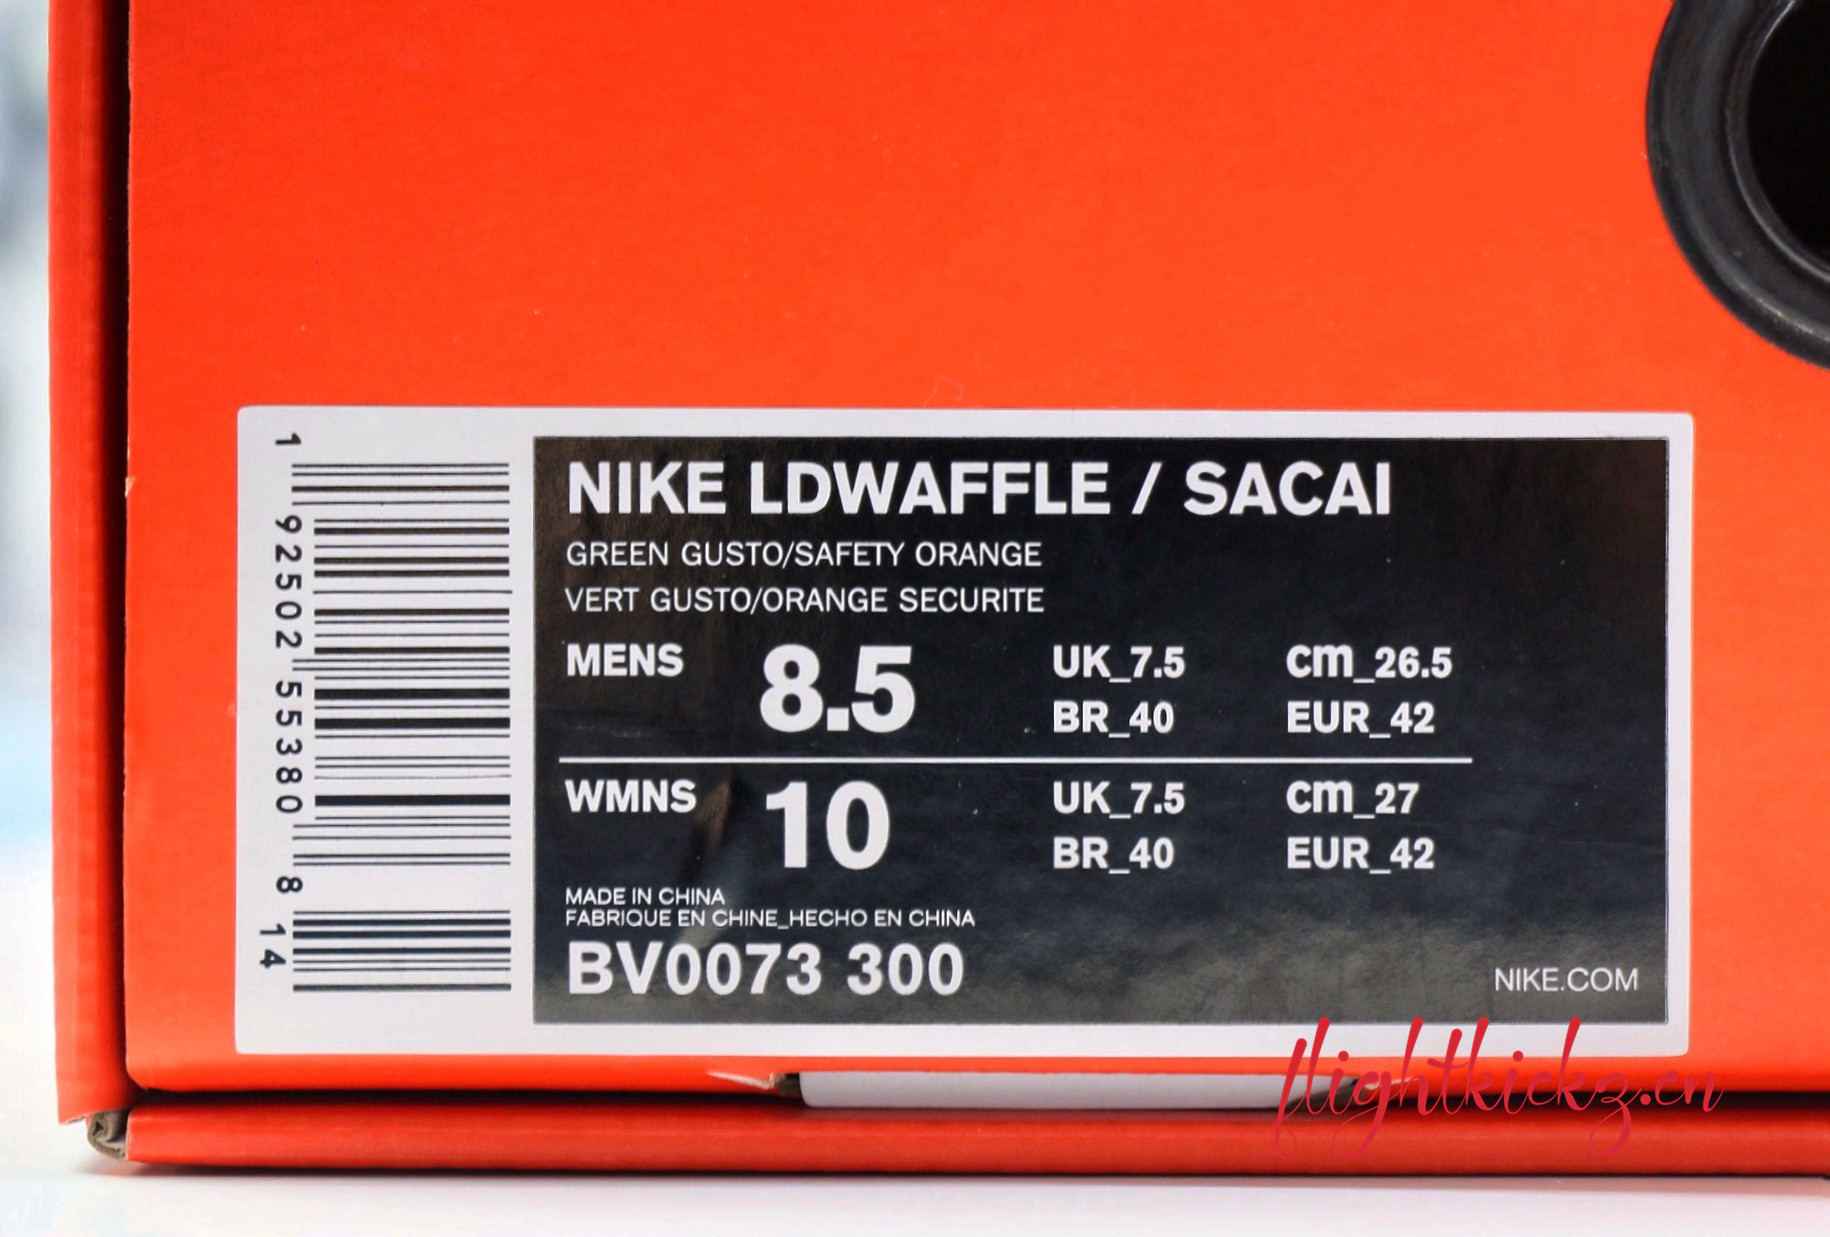 1 92502 55380 8
14
NIKE LDWAFFLE / SACAI
GREEN GUSTO/SAFETY ORANGE
VERT GUSTO/ORANGE SECURITE
MENS 8.5 UK_7.5 cm_26.5
BR_40 EUR_42
WMNS 10 UK_7.5 cm_27
BR_40 EUR_42
MADE IN CHINA
FABRIQUE EN CHINE_HECHO EN CHINA
BV0073 300
NIKE.COM
flightkickz.cn